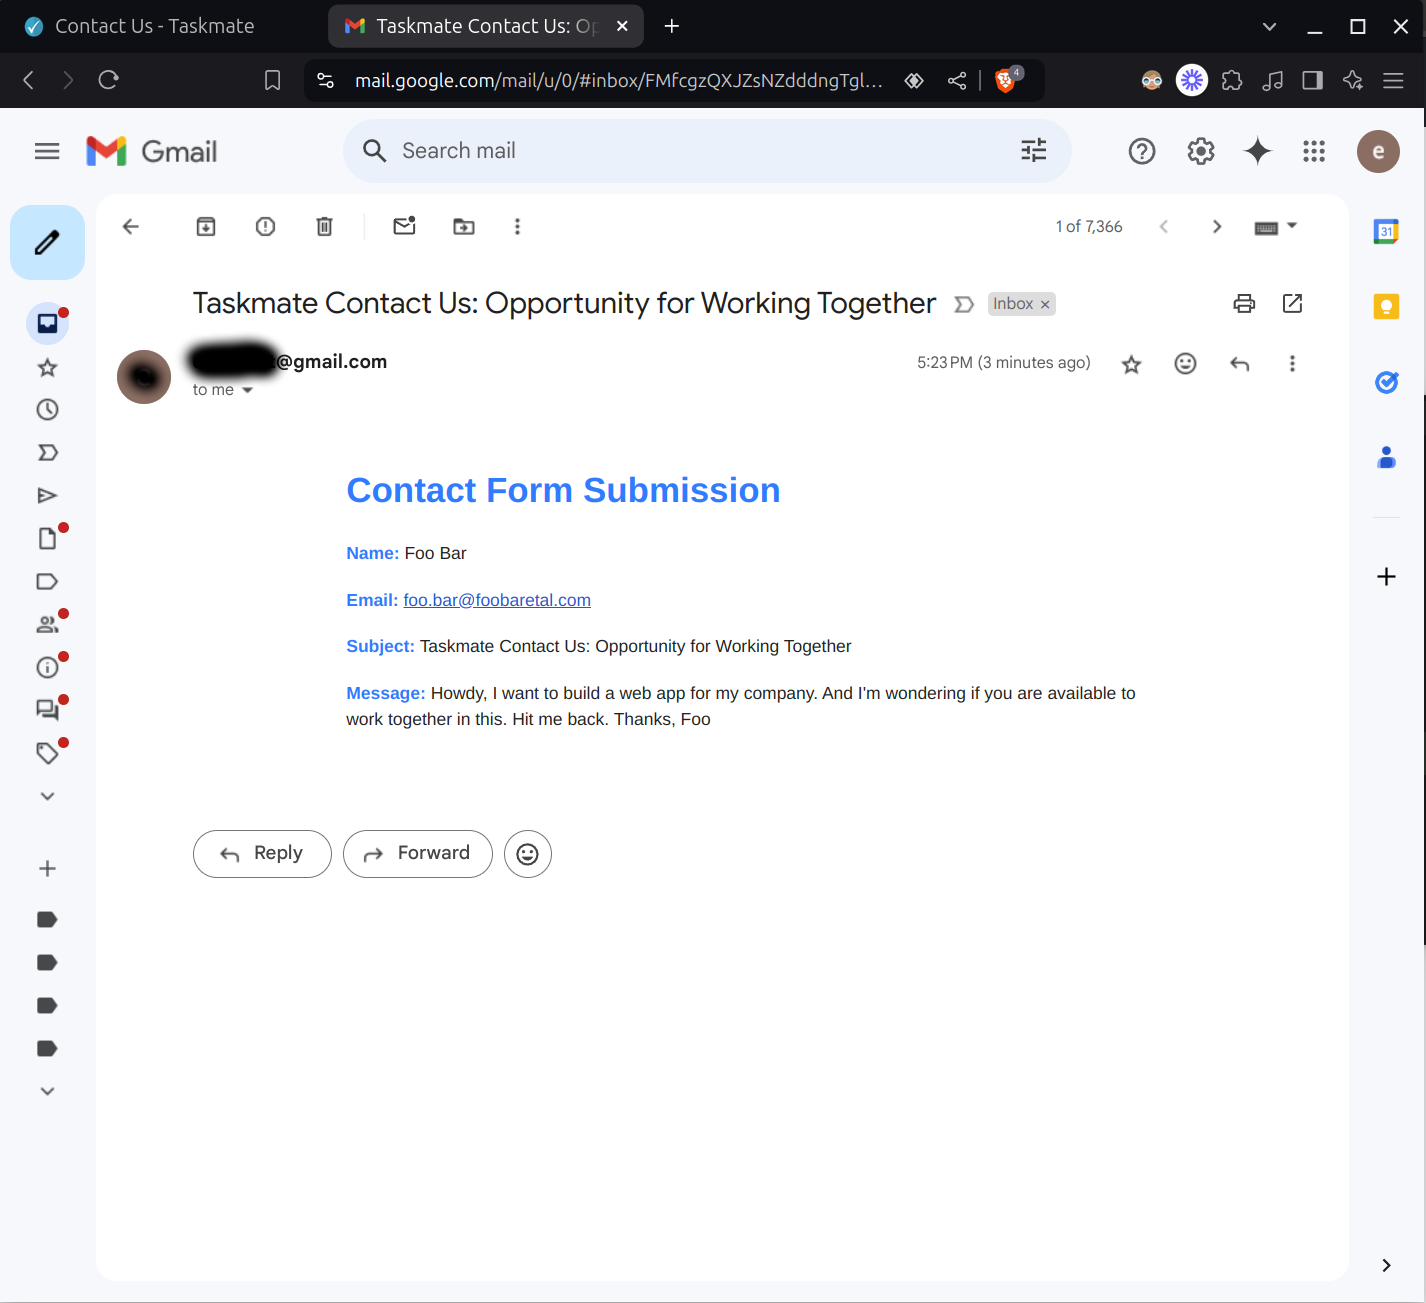 Contact Us - Taskmate
Taskmate Contact Us: Op
mail.google.com/mail/u/0/#inbox/FMfcgzQXJZsNZdddngTgl...
4
Gmail
Search mail
e
1 of 7,366
31
Taskmate Contact Us: Opportunity for Working Together
Inbox ×
@gmail.com
5:23 PM (3 minutes ago)
to me
Contact Form Submission
Name: Foo Bar
Email: foo.bar@foobaretal.com
Subject: Taskmate Contact Us: Opportunity for Working Together
Message: Howdy, I want to build a web app for my company. And I'm wondering if you are available to
work together in this. Hit me back. Thanks, Foo
Reply
Forward